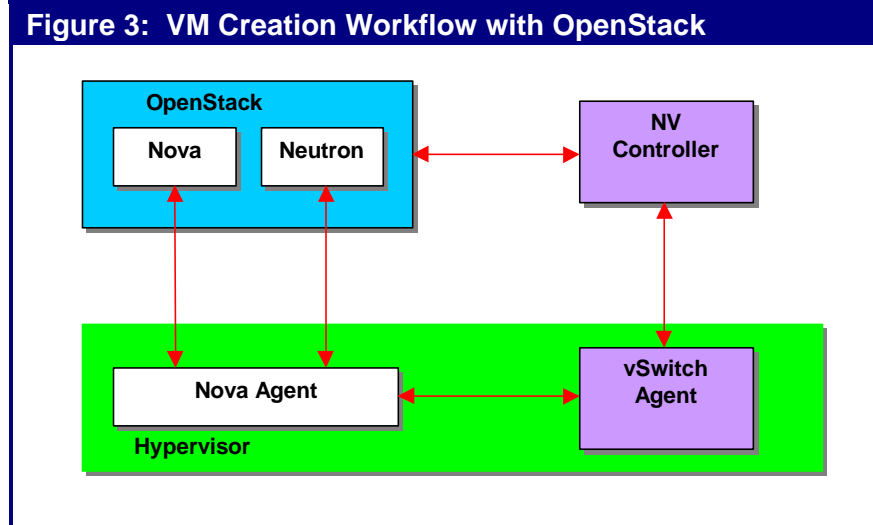 Figure 3: VM Creation Workflow with OpenStack
OpenStack
Nova
Neutron
NV
Controller
Nova Agent
vSwitch
Agent
Hypervisor